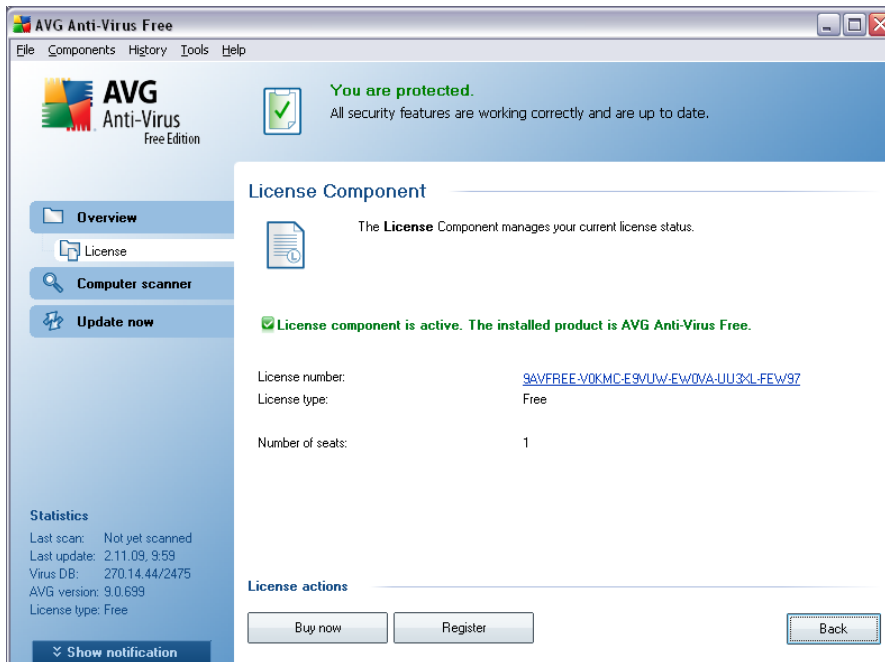 AVG Anti-Virus Free
File Components History Tools Help
AVG
Anti-Virus
Free Edition
You are protected.
All security features are working correctly and are up to date.
License Component
Overview
The License Component manages your current license status.
License
Computer scanner
Update now
License component is active. The installed product is AVG Anti-Virus Free.
License number: 9AVFREE-V0KMC-E9VUW-EW0VA-UU3XL-FEW97
License type: Free
Number of seats: 1
Statistics
Last scan: Not yet scanned
Last update: 2.11.09, 9:59
Virus DB: 270.14.44/2475
AVG version: 9.0.699
License type: Free
Show notification
License actions
Buy now Register Back